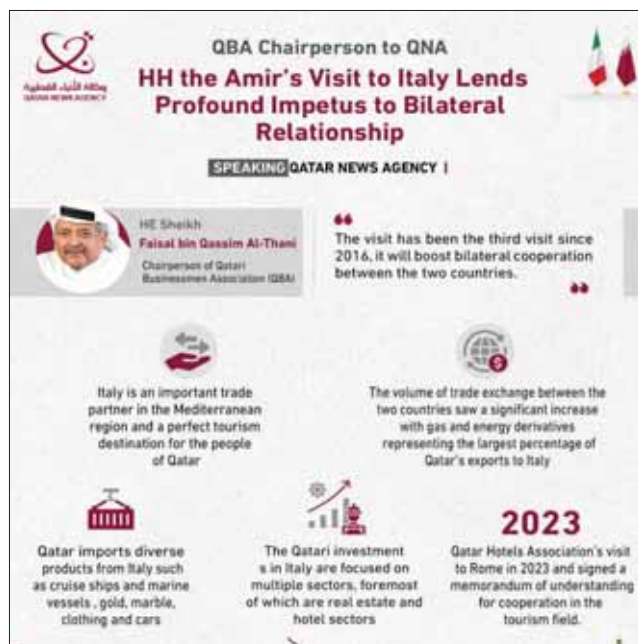 QBA Chairperson to QNA
HH the Amir's Visit to Italy Lends
Profound Impetus to Bilateral
Relationship
وكالة الأنباء القطرية
QATAR NEWS AGENCY
SPEAKING QATAR NEWS AGENCY |
HE Sheikh
Faisal bin Qassim Al-Thani
Chairperson of Qatari
Businessmen Association (QBA)
“
The visit has been the third visit since
2016, it will boost bilateral cooperation
between the two countries.
”
Italy is an important trade
partner in the Mediterranean
region and a perfect tourism
destination for the people
of Qatar
The volume of trade exchange between the
two countries saw a significant increase
with gas and energy derivatives
representing the largest percentage of
Qatar's exports to Italy
Qatar imports diverse
products from Italy such
as cruise ships and marine
vessels , gold, marble,
clothing and cars
The Qatari investment
s in Italy are focused on
multiple sectors, foremost
of which are real estate and
hotel sectors
2023
Qatar Hotels Association's visit
to Rome in 2023 and signed a
memorandum of understanding
for cooperation in the
tourism field.